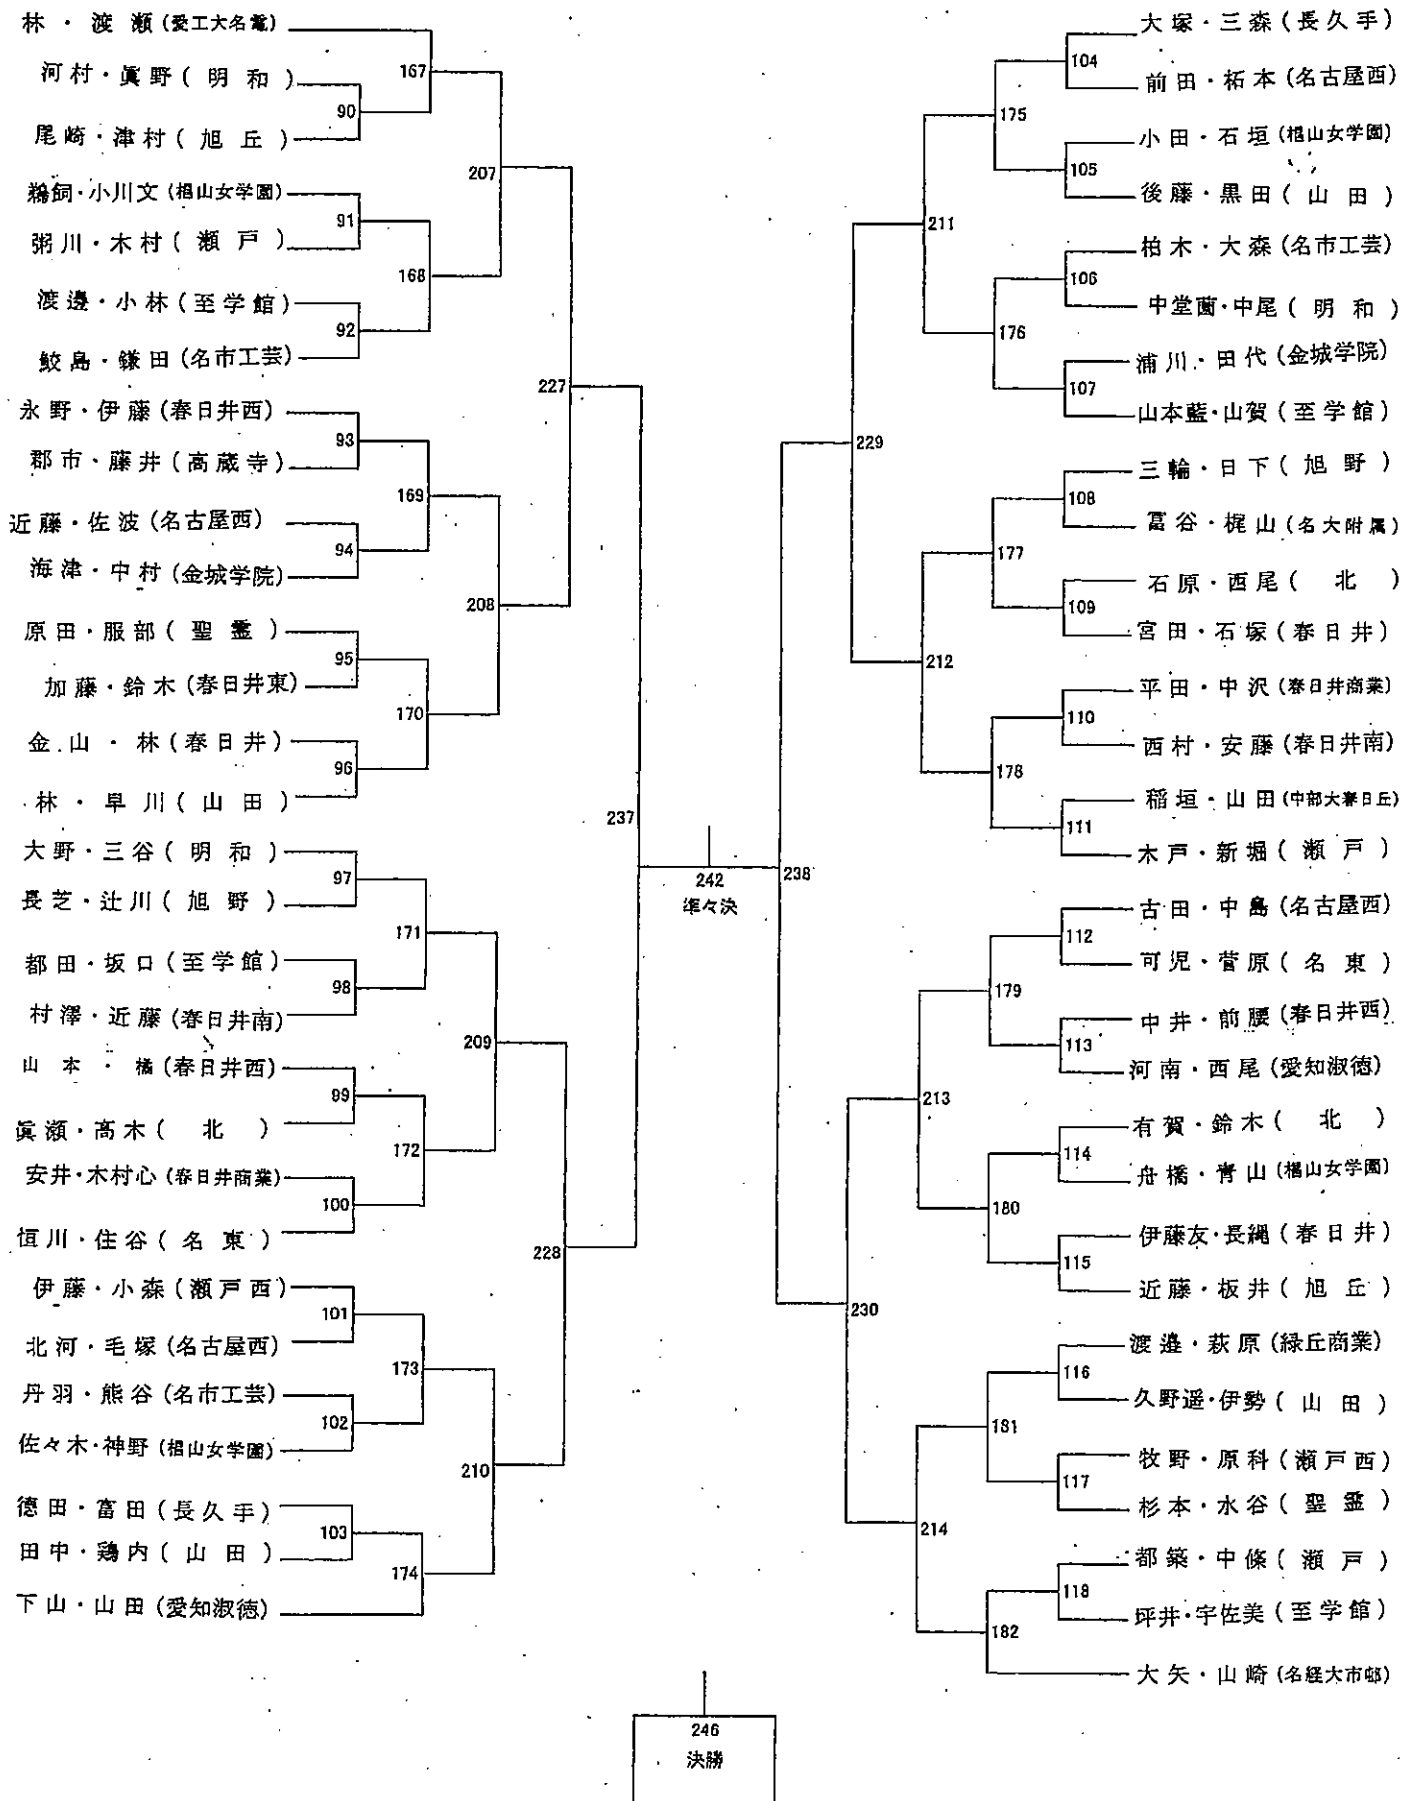 林・渡瀬(愛工大名電)
河村・眞野(明和)
尾崎・津村(旭丘)
鵜飼・小川文(椙山女学園)
粥川・木村(瀬戸)
渡邊・小林(至学館)
鮫島・鎌田(名市工芸)
永野・伊藤(春日井西)
郡市・藤井(高蔵寺)
近藤・佐波(名古屋西)
海津・中村(金城学院)
原田・服部(聖霊)
加藤・鈴木(春日井東)
金山・林(春日井)
林・早川(山田)
大野・三谷(明和)
長芝・辻川(旭野)
都田・坂口(至学館)
村澤・近藤(春日井南)
山本・橘(春日井西)
眞瀬・高木(北)
安井・木村心(春日井商業)
恒川・住谷(名東)
伊藤・小森(瀬戸西)
北河・毛塚(名古屋西)
丹羽・熊谷(名市工芸)
佐々木・神野(椙山女学園)
徳田・富田(長久手)
田中・鶏内(山田)
下山・山田(愛知淑徳)
90
91
92
93
94
95
96
97
98
99
100
101
102
103
167
168
169
170
171
172
173
174
207
208
209
210
227
228
237
242
準々決
238
229
230
211
212
213
214
175
176
177
178
179
180
181
182
104
105
106
107
108
109
110
111
112
113
114
115
116
117
118
大塚・三森(長久手)
前田・柘本(名古屋西)
小田・石垣(椙山女学園)
後藤・黒田(山田)
柏木・大森(名市工芸)
中堂薗・中尾(明和)
浦川・田代(金城学院)
山本藍・山賀(至学館)
三輪・日下(旭野)
冨谷・梶山(名大附属)
石原・西尾(北)
宮田・石塚(春日井)
平田・中沢(春日井商業)
西村・安藤(春日井南)
稲垣・山田(中部大春日丘)
木戸・新堀(瀬戸)
古田・中島(名古屋西)
可児・菅原(名東)
中井・前腰(春日井西)
河南・西尾(愛知淑徳)
有賀・鈴木(北)
舟橋・青山(椙山女学園)
伊藤友・長縄(春日井)
近藤・板井(旭丘)
渡邉・萩原(緑丘商業)
久野遥・伊勢(山田)
牧野・原科(瀬戸西)
杉本・水谷(聖霊)
都築・中條(瀬戸)
坪井・宇佐美(至学館)
大矢・山崎(名経大市邨)
246
決勝